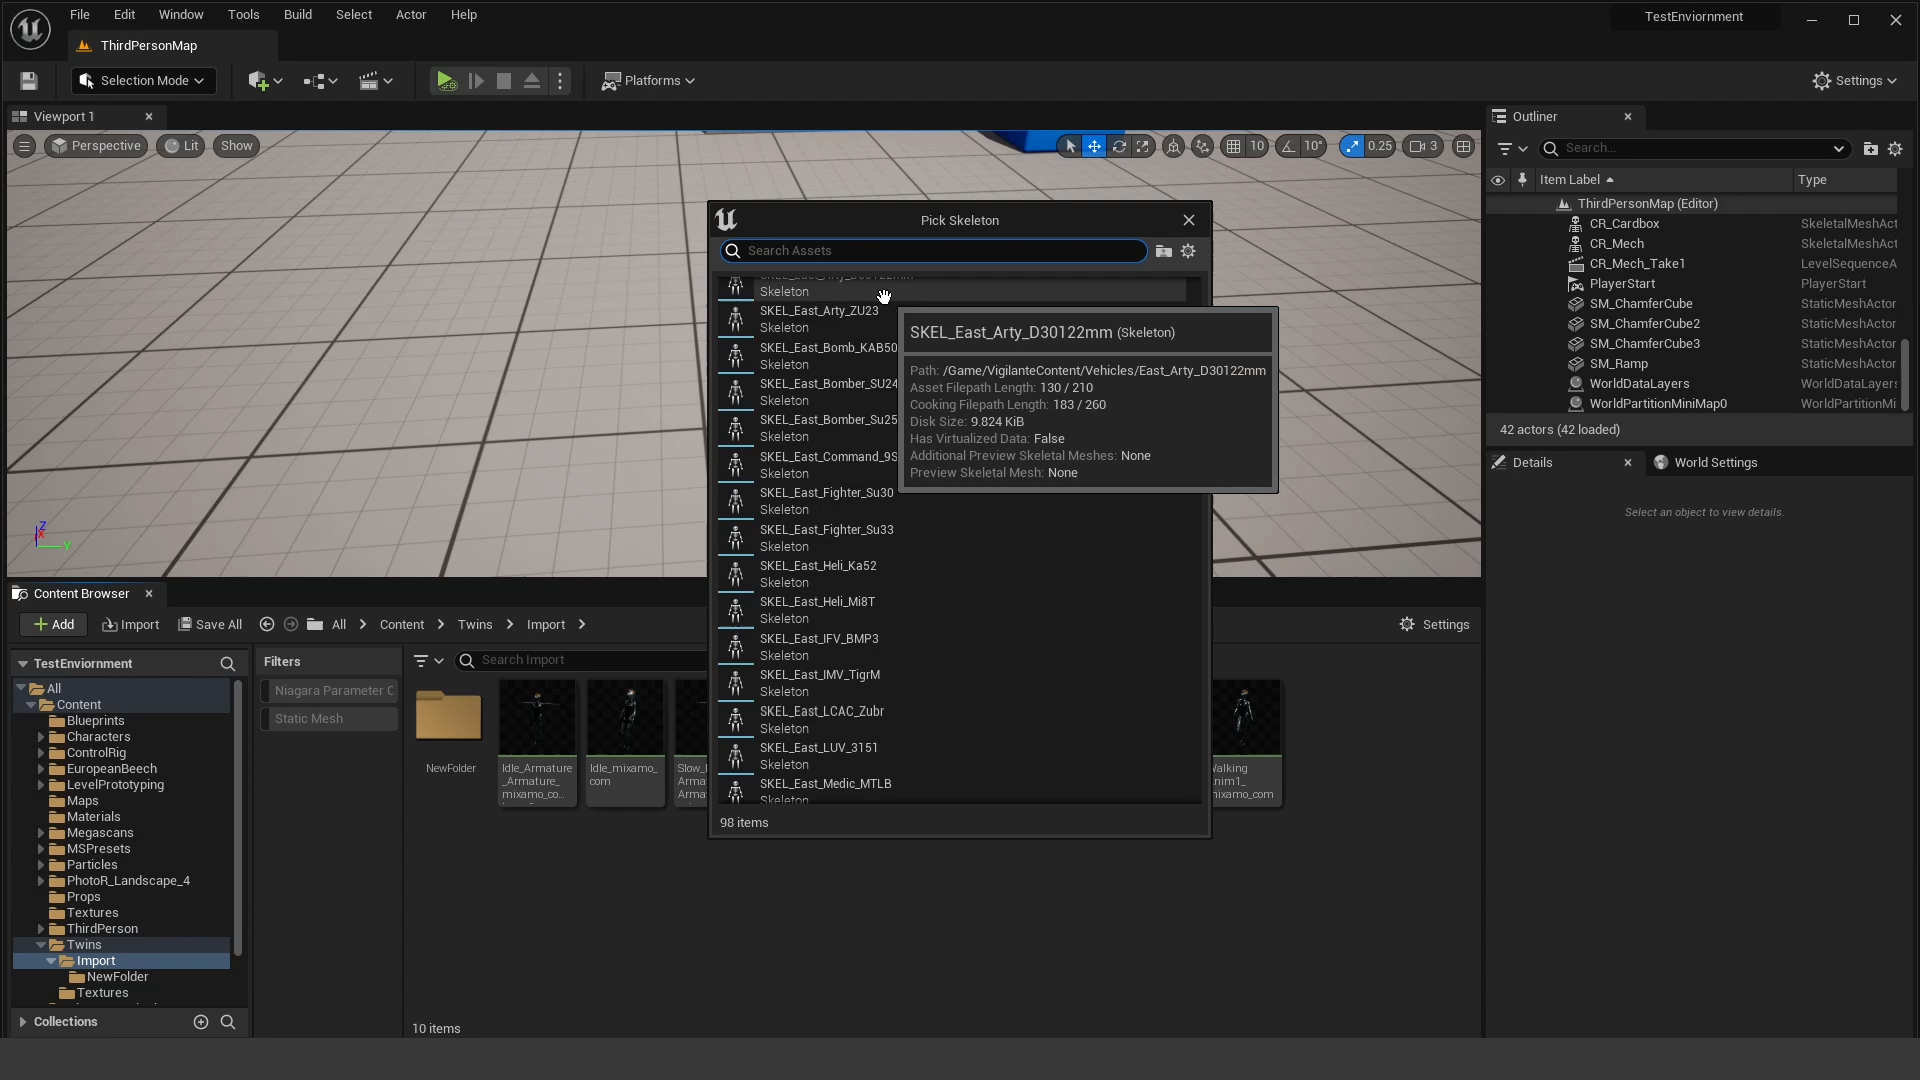 File Edit Window Tools Build Select Actor Help
TestEnviornment
ThirdPersonMap
Selection Mode
Platforms
Settings
Viewport 1
Perspective
Lit
Show
10
10°
0.25
3
Outliner
Search...
Item Label
Type
ThirdPersonMap (Editor)
CR_Cardbox SkeletalMeshAct
CR_Mech SkeletalMeshAct
CR_Mech_Take1 LevelSequenceA
PlayerStart PlayerStart
SM_ChamferCube StaticMeshActor
SM_ChamferCube2 StaticMeshActor
SM_ChamferCube3 StaticMeshActor
SM_Ramp StaticMeshActor
WorldDataLayers WorldDataLayers
WorldPartitionMiniMap0 WorldPartitionMi
42 actors (42 loaded)
Details
World Settings
Select an object to view details.
Z
X
Y
Pick Skeleton
Search Assets
Skeleton
SKEL_East_Arty_ZU23
Skeleton
SKEL_East_Bomb_KAB50
Skeleton
SKEL_East_Bomber_SU24
Skeleton
SKEL_East_Bomber_Su25
Skeleton
SKEL_East_Command_9S
Skeleton
SKEL_East_Fighter_Su30
Skeleton
SKEL_East_Fighter_Su33
Skeleton
SKEL_East_Heli_Ka52
Skeleton
SKEL_East_Heli_Mi8T
Skeleton
SKEL_East_IFV_BMP3
Skeleton
SKEL_East_IMV_TigrM
Skeleton
SKEL_East_LCAC_Zubr
Skeleton
SKEL_East_LUV_3151
Skeleton
SKEL_East_Medic_MTLB
Skeleton
98 items
SKEL_East_Arty_D30122mm (Skeleton)
Path: /Game/VigilanteContent/Vehicles/East_Arty_D30122mm
Asset Filepath Length: 130 / 210
Cooking Filepath Length: 183 / 260
Disk Size: 9.824 KiB
Has Virtualized Data: False
Additional Preview Skeletal Meshes: None
Preview Skeletal Mesh: None
Content Browser
Add
Import
Save All
All
Content
Twins
Import
Settings
TestEnviornment
All
Content
Blueprints
Characters
ControlRig
EuropeanBeech
LevelPrototyping
Maps
Materials
Megascans
MSPresets
Particles
PhotoR_Landscape_4
Props
Textures
ThirdPerson
Twins
Import
NewFolder
Textures
Collections
Filters
Niagara Parameter C
Static Mesh
Search Import
NewFolder
Idle_Armature
_Armature_
mixamo_co...
Idle_mixamo_
com
Slow_
Arma
Arma
mixamo_com
10 items